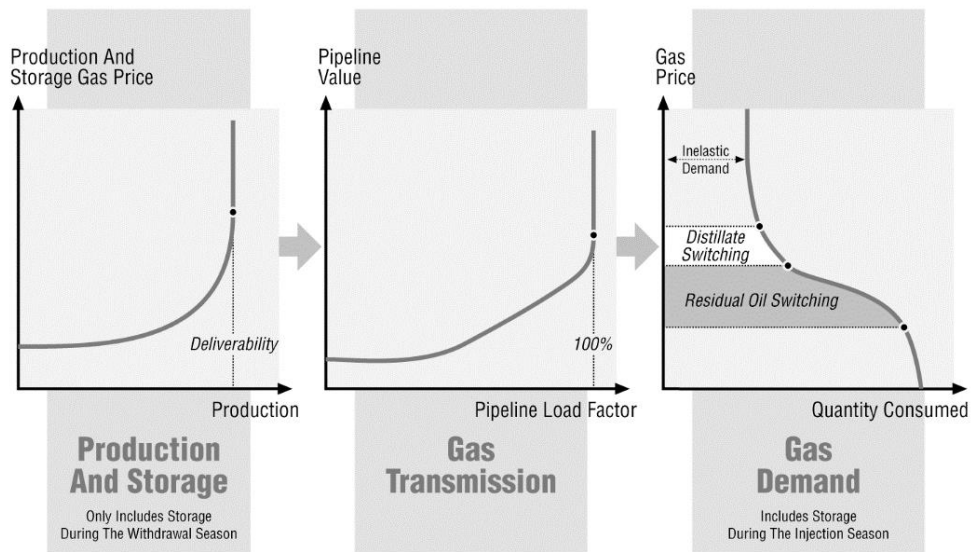 Production And
Storage Gas Price
Deliverability
Production
Production
And Storage
Only Includes Storage
During The Withdrawal Season
Pipeline
Value
100%
Pipeline Load Factor
Gas
Transmission
Gas
Price
Inelastic
Demand
Distillate
Switching
Residual Oil Switching
Quantity Consumed
Gas
Demand
Includes Storage
During The Injection Season